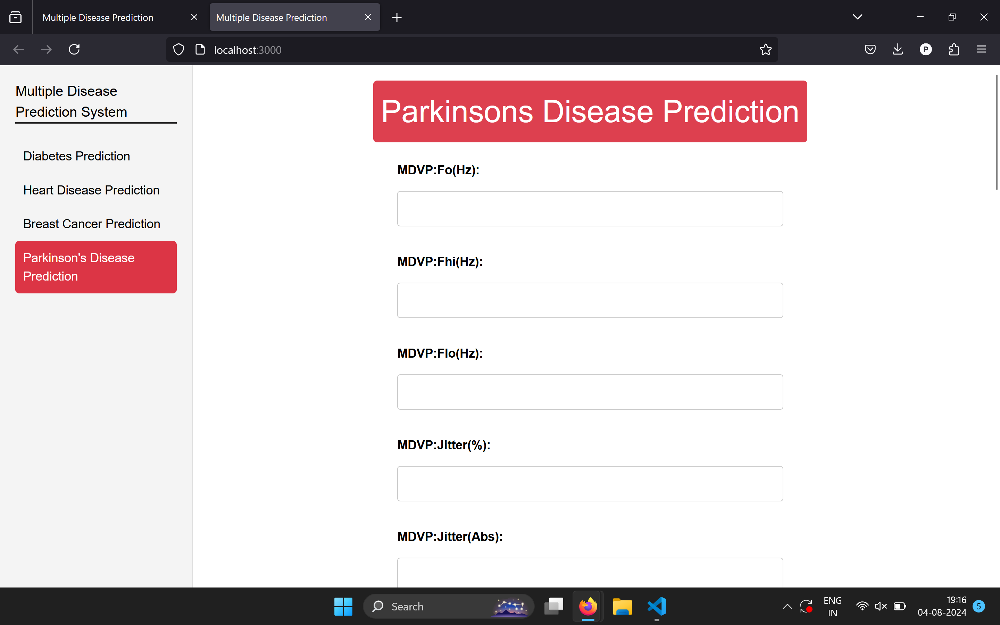 Multiple Disease Prediction
Multiple Disease Prediction
localhost:3000
P
Multiple Disease
Prediction System
Diabetes Prediction
Heart Disease Prediction
Breast Cancer Prediction
Parkinson's Disease
Prediction
Parkinsons Disease Prediction
MDVP:Fo(Hz):
MDVP:Fhi(Hz):
MDVP:Flo(Hz):
MDVP:Jitter(%):
MDVP:Jitter(Abs):
Search
ENG
IN
19:16
04-08-2024
5